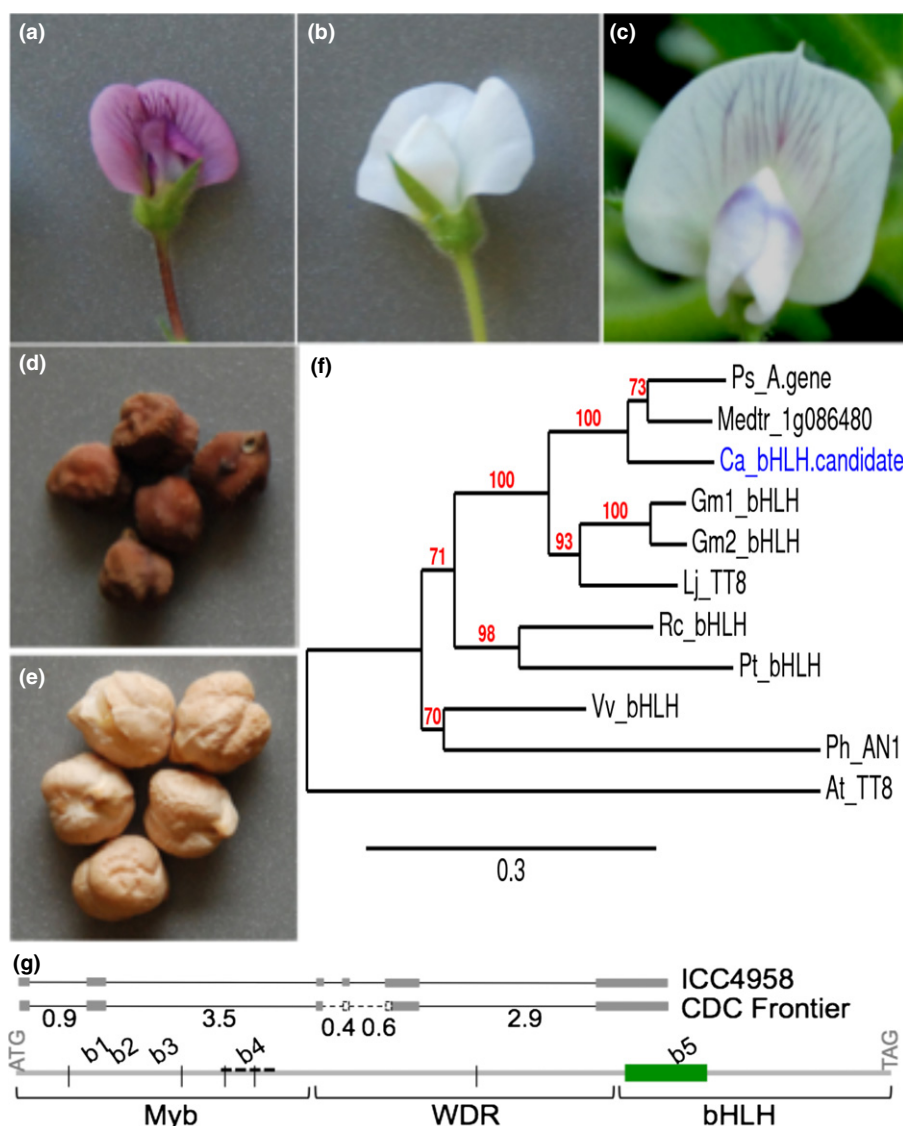 (a)
(b)
(c)
(d)
(e)
(f)
73
Ps_A.gene
100
Medtr_1g086480
Ca_bHLH.candidate
100
100
Gm1_bHLH
93
Gm2_bHLH
71
Lj_TT8
98
Rc_bHLH
Pt_bHLH
70
Vv_bHLH
Ph_AN1
At_TT8
0.3
(g)
ICC4958
CDC Frontier
0.9 3.5 0.4 0.6 2.9
ATG b1 b2 b3 b4 b5 TAG
Myb WDR bHLH